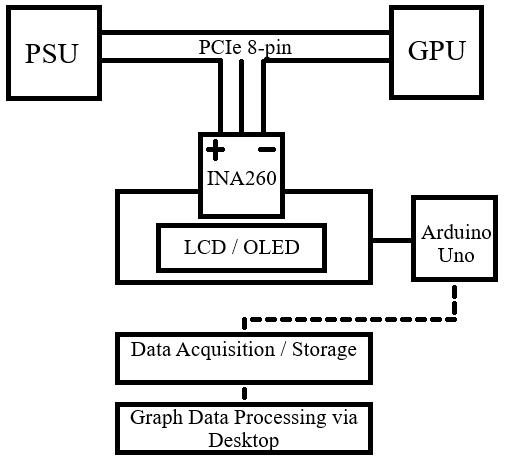 PSU
PCIe 8-pin
GPU
+ −
INA260
LCD / OLED
Arduino
Uno
Data Acquisition / Storage
Graph Data Processing via
Desktop